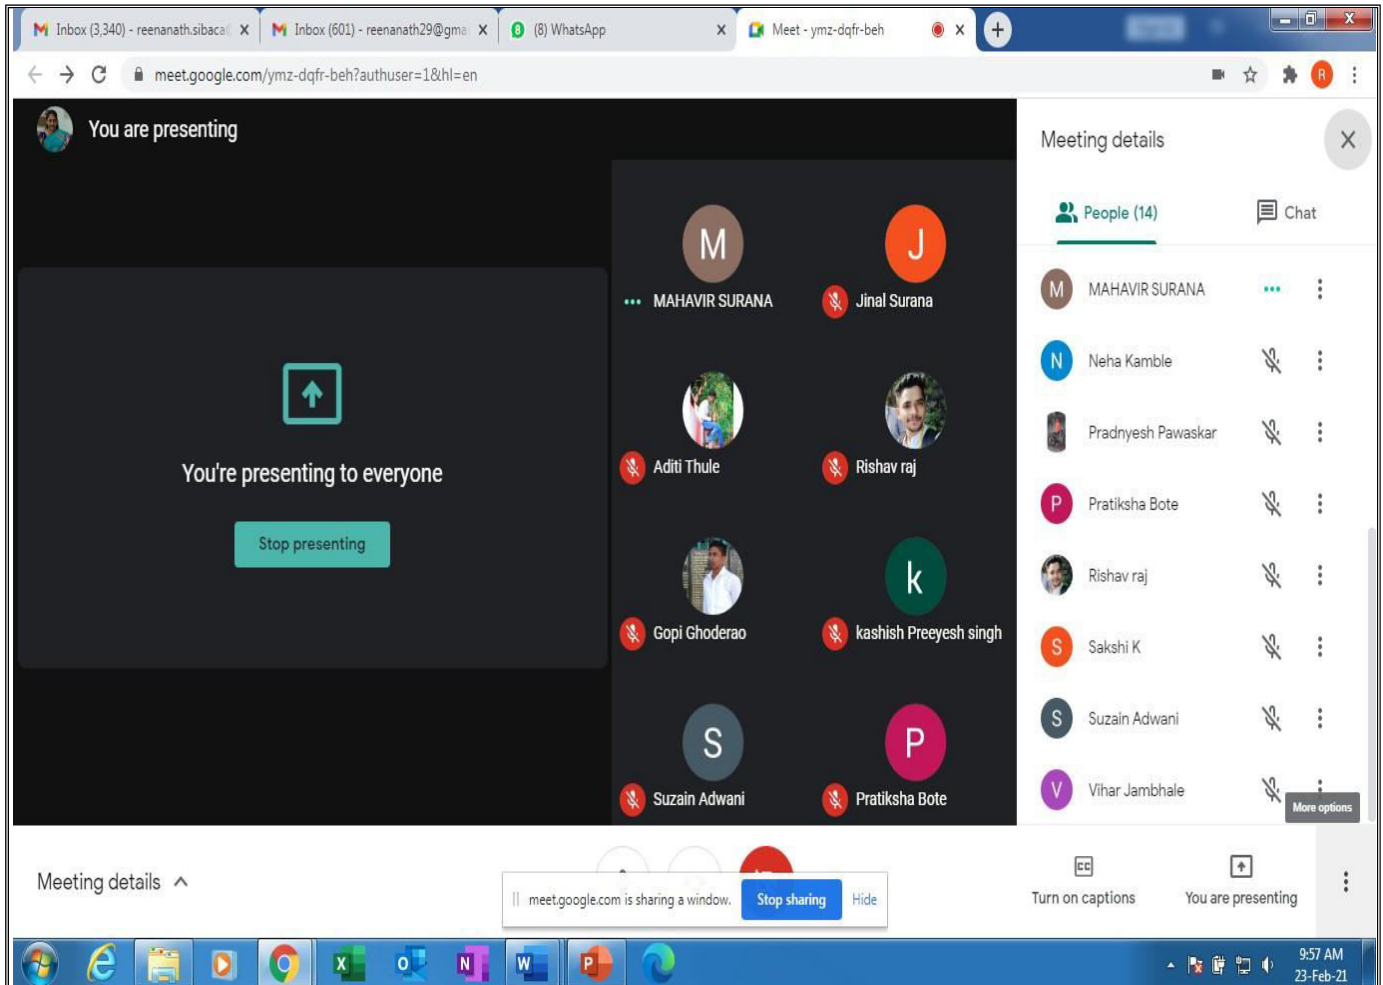 Inbox (3,340) - reenanath.sibaca
Inbox (601) - reenanath29@gma
(8) WhatsApp
Meet - ymz-dqfr-beh
meet.google.com/ymz-dqfr-beh?authuser=1&hl=en
R
You are presenting
Meeting details
People (14)
Chat
M
MAHAVIR SURANA
J
Jinal Surana
Aditi Thule
Rishav raj
Gopi Ghoderao
k
kashish Preeyesh singh
S
Suzain Adwani
P
Pratiksha Bote
You're presenting to everyone
Stop presenting
M
MAHAVIR SURANA
N
Neha Kamble
Pradnyesh Pawaskar
P
Pratiksha Bote
Rishav raj
S
Sakshi K
S
Suzain Adwani
V
Vihar Jambhale
More options
Meeting details
meet.google.com is sharing a window.
Stop sharing
Hide
CC
Turn on captions
You are presenting
9:57 AM
23-Feb-21